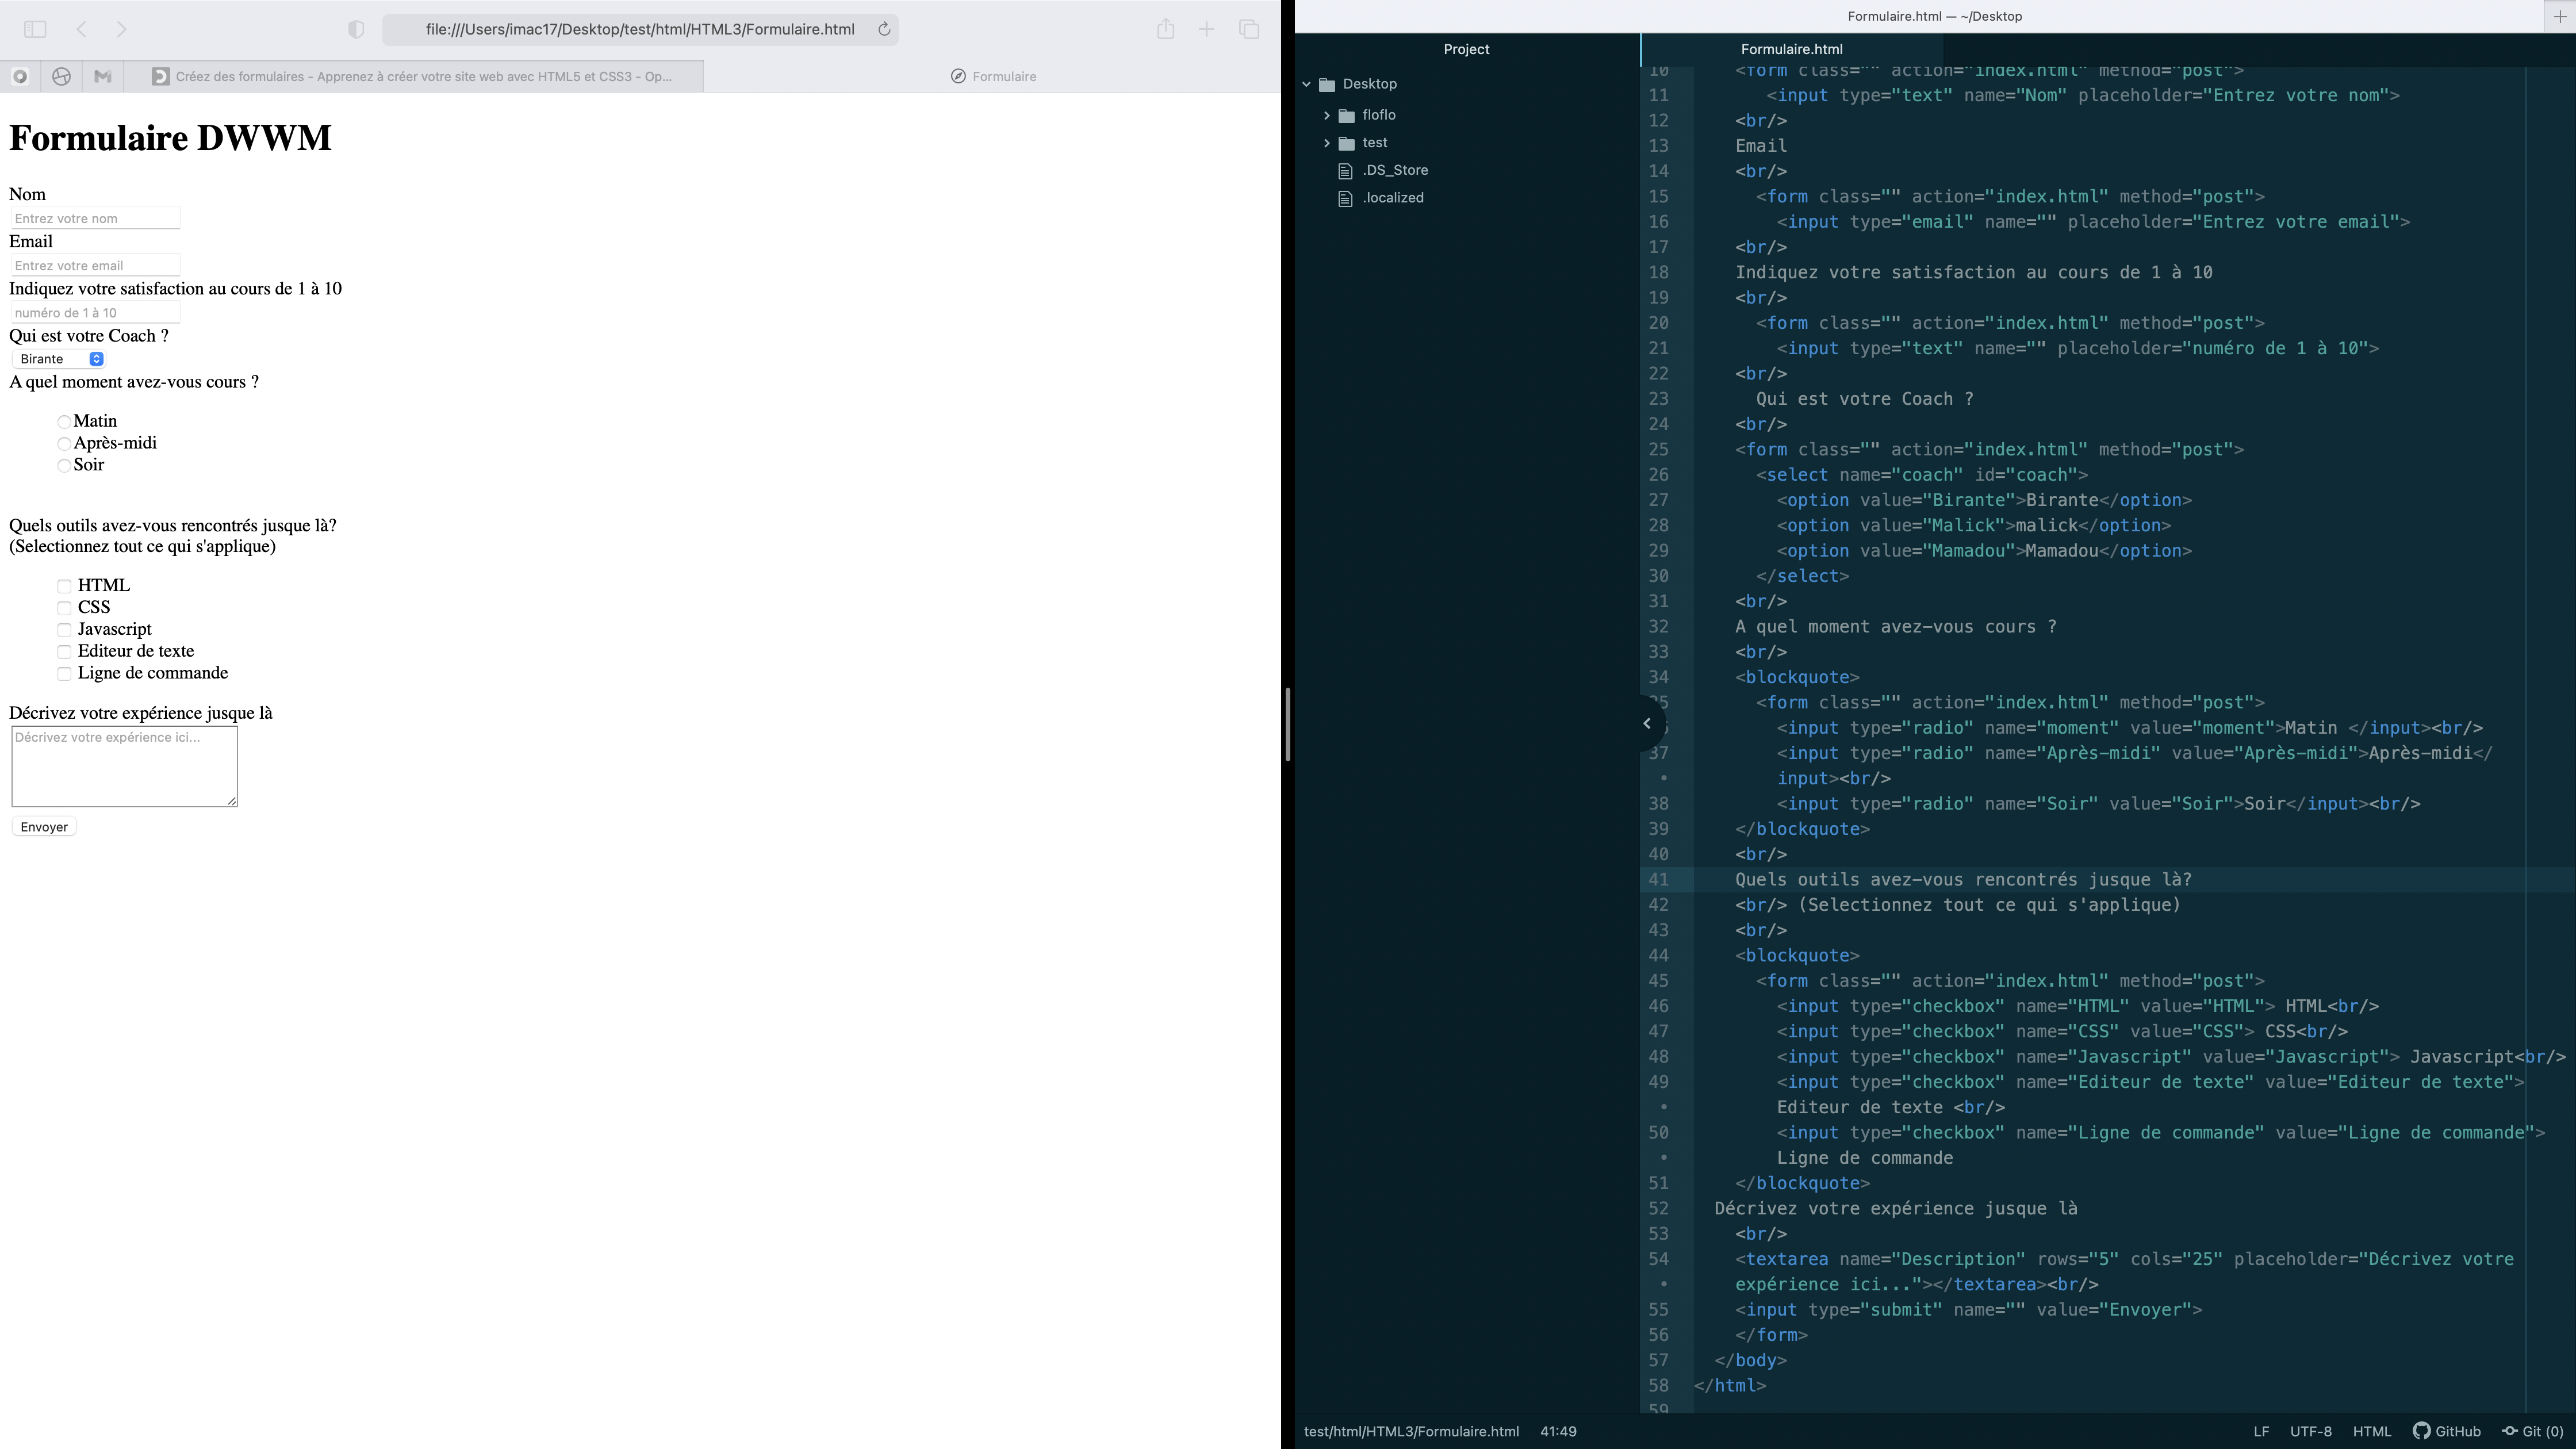 file:///Users/imac17/Desktop/test/html/HTML3/Formulaire.html
Créez des formulaires - Apprenez à créer votre site web avec HTML5 et CSS3 - Op...
Formulaire
Formulaire DWWM
Nom
Entrez votre nom
Email
Entrez votre email
Indiquez votre satisfaction au cours de 1 à 10
numéro de 1 à 10
Qui est votre Coach ?
Birante
A quel moment avez-vous cours ?
Matin
Après-midi
Soir
Quels outils avez-vous rencontrés jusque là?
(Selectionnez tout ce qui s'applique)
HTML
CSS
Javascript
Editeur de texte
Ligne de commande
Décrivez votre expérience jusque là
Décrivez votre expérience ici...
Envoyer
Formulaire.html — ~/Desktop
Project
Desktop
floflo
test
.DS_Store
.localized
Formulaire.html
10 <form class="" action="index.html" method="post">
11 <input type="text" name="Nom" placeholder="Entrez votre nom">
12 <br/>
13 Email
14 <br/>
15 <form class="" action="index.html" method="post">
16 <input type="email" name="" placeholder="Entrez votre email">
17 <br/>
18 Indiquez votre satisfaction au cours de 1 à 10
19 <br/>
20 <form class="" action="index.html" method="post">
21 <input type="text" name="" placeholder="numéro de 1 à 10">
22 <br/>
23 Qui est votre Coach ?
24 <br/>
25 <form class="" action="index.html" method="post">
26 <select name="coach" id="coach">
27 <option value="Birante">Birante</option>
28 <option value="Malick">malick</option>
29 <option value="Mamadou">Mamadou</option>
30 </select>
31 <br/>
32 A quel moment avez-vous cours ?
33 <br/>
34 <blockquote>
35 <form class="" action="index.html" method="post">
<input type="radio" name="moment" value="moment">Matin </input><br/>
37 <input type="radio" name="Après-midi" value="Après-midi">Après-midi</
• input><br/>
38 <input type="radio" name="Soir" value="Soir">Soir</input><br/>
39 </blockquote>
40 <br/>
41 Quels outils avez-vous rencontrés jusque là?
42 <br/> (Selectionnez tout ce qui s'applique)
43 <br/>
44 <blockquote>
45 <form class="" action="index.html" method="post">
46 <input type="checkbox" name="HTML" value="HTML"> HTML<br/>
47 <input type="checkbox" name="CSS" value="CSS"> CSS<br/>
48 <input type="checkbox" name="Javascript" value="Javascript"> Javascript<br/>
49 <input type="checkbox" name="Editeur de texte" value="Editeur de texte">
• Editeur de texte <br/>
50 <input type="checkbox" name="Ligne de commande" value="Ligne de commande">
• Ligne de commande
51 </blockquote>
52 Décrivez votre expérience jusque là
53 <br/>
54 <textarea name="Description" rows="5" cols="25" placeholder="Décrivez votre
• expérience ici..."></textarea><br/>
55 <input type="submit" name="" value="Envoyer">
56 </form>
57 </body>
58 </html>
59
test/html/HTML3/Formulaire.html 41:49
LF UTF-8 HTML GitHub Git (0)